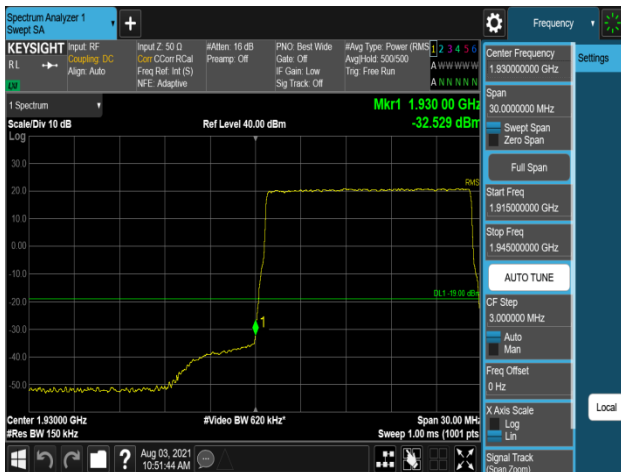 Spectrum Analyzer 1
Swept SA
Frequency
KEYSIGHT
Input: RF
Coupling: DC
Align: Auto
Input Z: 50 Ω
Corr CCorr RCal
Freq Ref: Int (S)
NFE: Adaptive
#Atten: 16 dB
Preamp: Off
PNO: Best Wide
Gate: Off
IF Gain: Low
Sig Track: Off
#Avg Type: Power (RMS
Avg|Hold: 500/500
Trig: Free Run
1 2 3 4 5 6
A W W W W W
A N N N N N
R L
LXI
1 Spectrum
Scale/Div 10 dB
Ref Level 40.00 dBm
Mkr1 1.930 00 GHz
-32.529 dBm
Log
30.0
20.0
10.0
0.00
-10.0
-20.0
-30.0
-40.0
-50.0
RMS
DL1 -19.00 dBm
1
Center 1.93000 GHz
#Res BW 150 kHz
#Video BW 620 kHz*
Span 30.00 MHz
Sweep 1.00 ms (1001 pts
Center Frequency
1.930000000 GHz
Settings
Span
30.0000000 MHz
Swept Span
Zero Span
Full Span
Start Freq
1.915000000 GHz
Stop Freq
1.945000000 GHz
AUTO TUNE
CF Step
3.000000 MHz
Auto
Man
Freq Offset
0 Hz
X Axis Scale
Log
Lin
Local
Signal Track
(Span Zoom)
?
Aug 03, 2021
10:51:44 AM